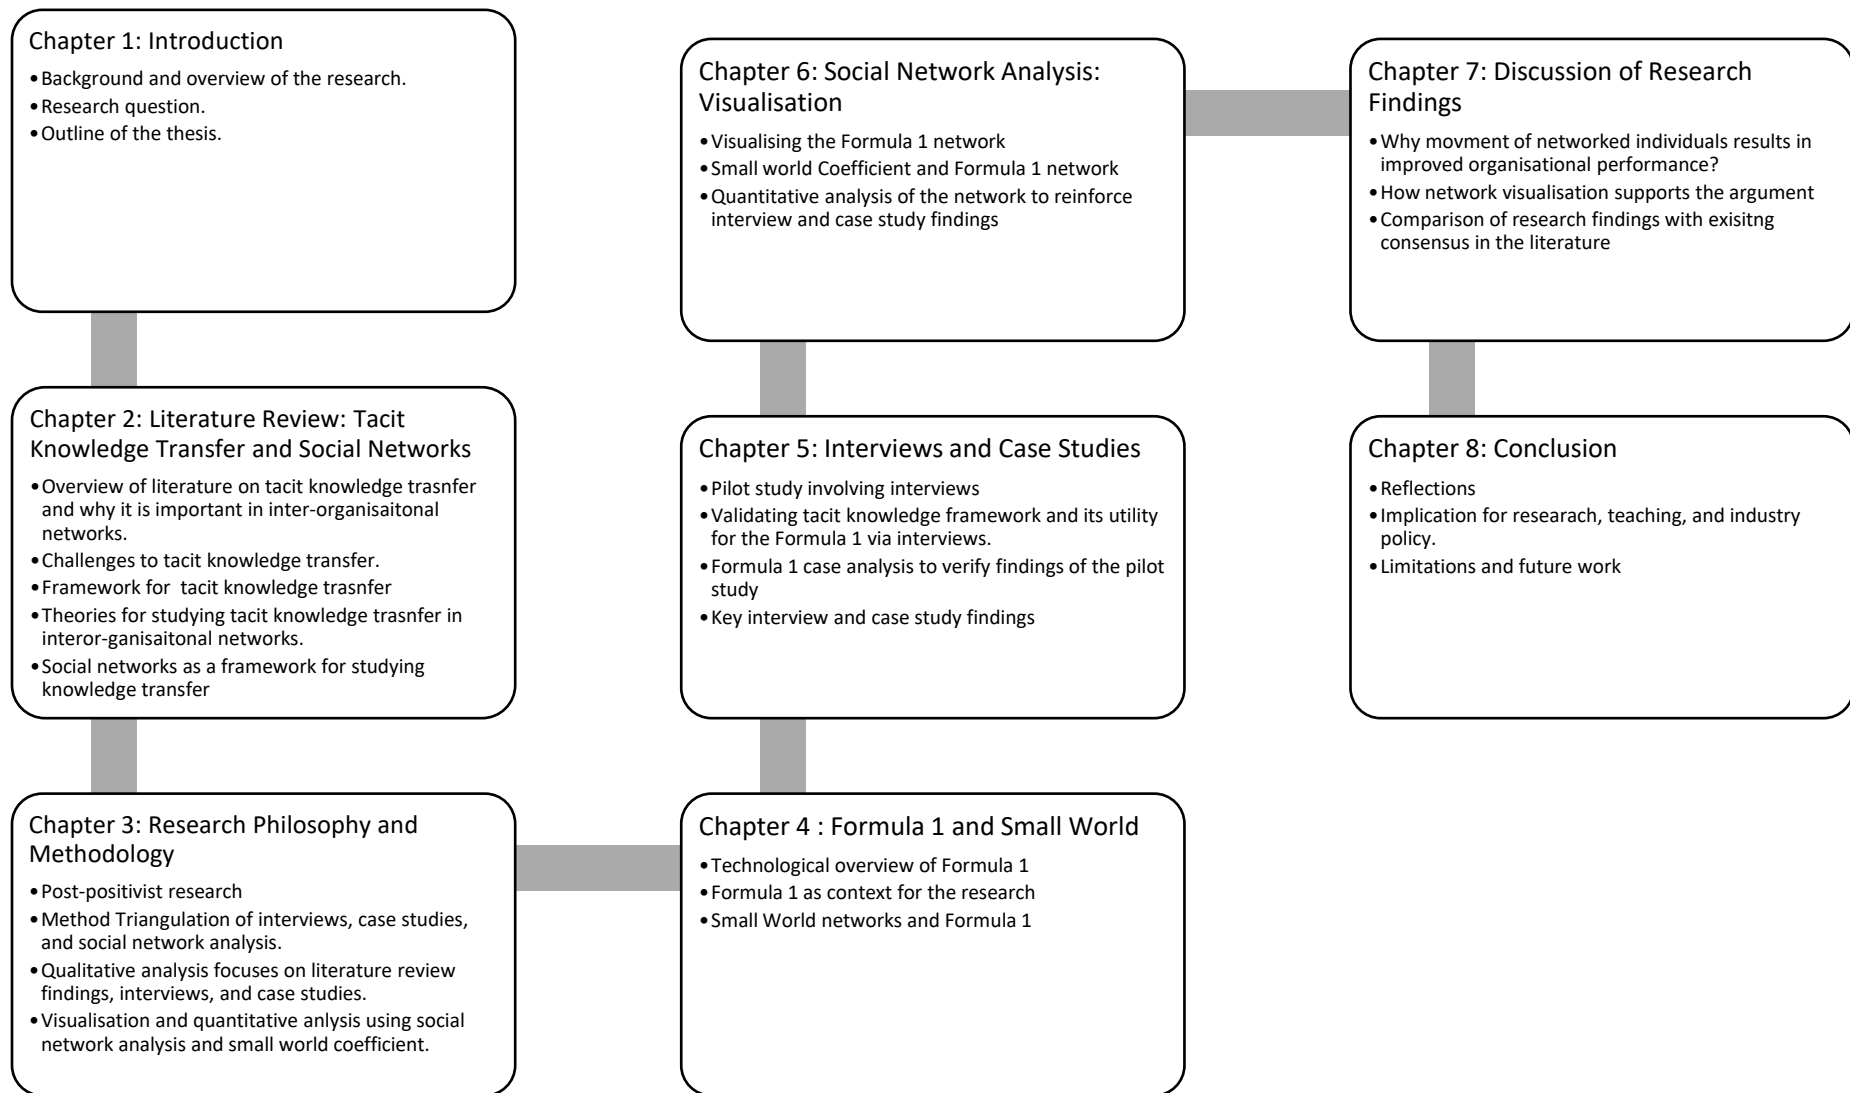 Chapter 1: Introduction
•Background and overview of the research.
•Research question.
•Outline of the thesis.
Chapter 2: Literature Review: Tacit
Knowledge Transfer and Social Networks
•Overview of literature on tacit knowledge trasnfer
and why it is important in inter-organisaitonal
networks.
•Challenges to tacit knowledge transfer.
•Framework for tacit knowledge trasnfer
•Theories for studying tacit knowledge trasnfer in
interor-ganisaitonal networks.
•Social networks as a framework for studying
knowledge transfer
Chapter 3: Research Philosophy and
Methodology
•Post-positivist research
•Method Triangulation of interviews, case studies,
and social network analysis.
•Qualitative analysis focuses on literature review
findings, interviews, and case studies.
•Visualisation and quantitative anlysis using social
network analysis and small world coefficient.
Chapter 4 : Formula 1 and Small World
•Technological overview of Formula 1
•Formula 1 as context for the research
•Small World networks and Formula 1
Chapter 5: Interviews and Case Studies
•Pilot study involving interviews
•Validating tacit knowledge framework and its utility
for the Formula 1 via interviews.
•Formula 1 case analysis to verify findings of the pilot
study
•Key interview and case study findings
Chapter 6: Social Network Analysis:
Visualisation
•Visualising the Formula 1 network
•Small world Coefficient and Formula 1 network
•Quantitative analysis of the network to reinforce
interview and case study findings
Chapter 7: Discussion of Research
Findings
•Why movment of networked individuals results in
improved organisational performance?
•How network visualisation supports the argument
•Comparison of research findings with exisitng
consensus in the literature
Chapter 8: Conclusion
•Reflections
•Implication for researach, teaching, and industry
policy.
•Limitations and future work